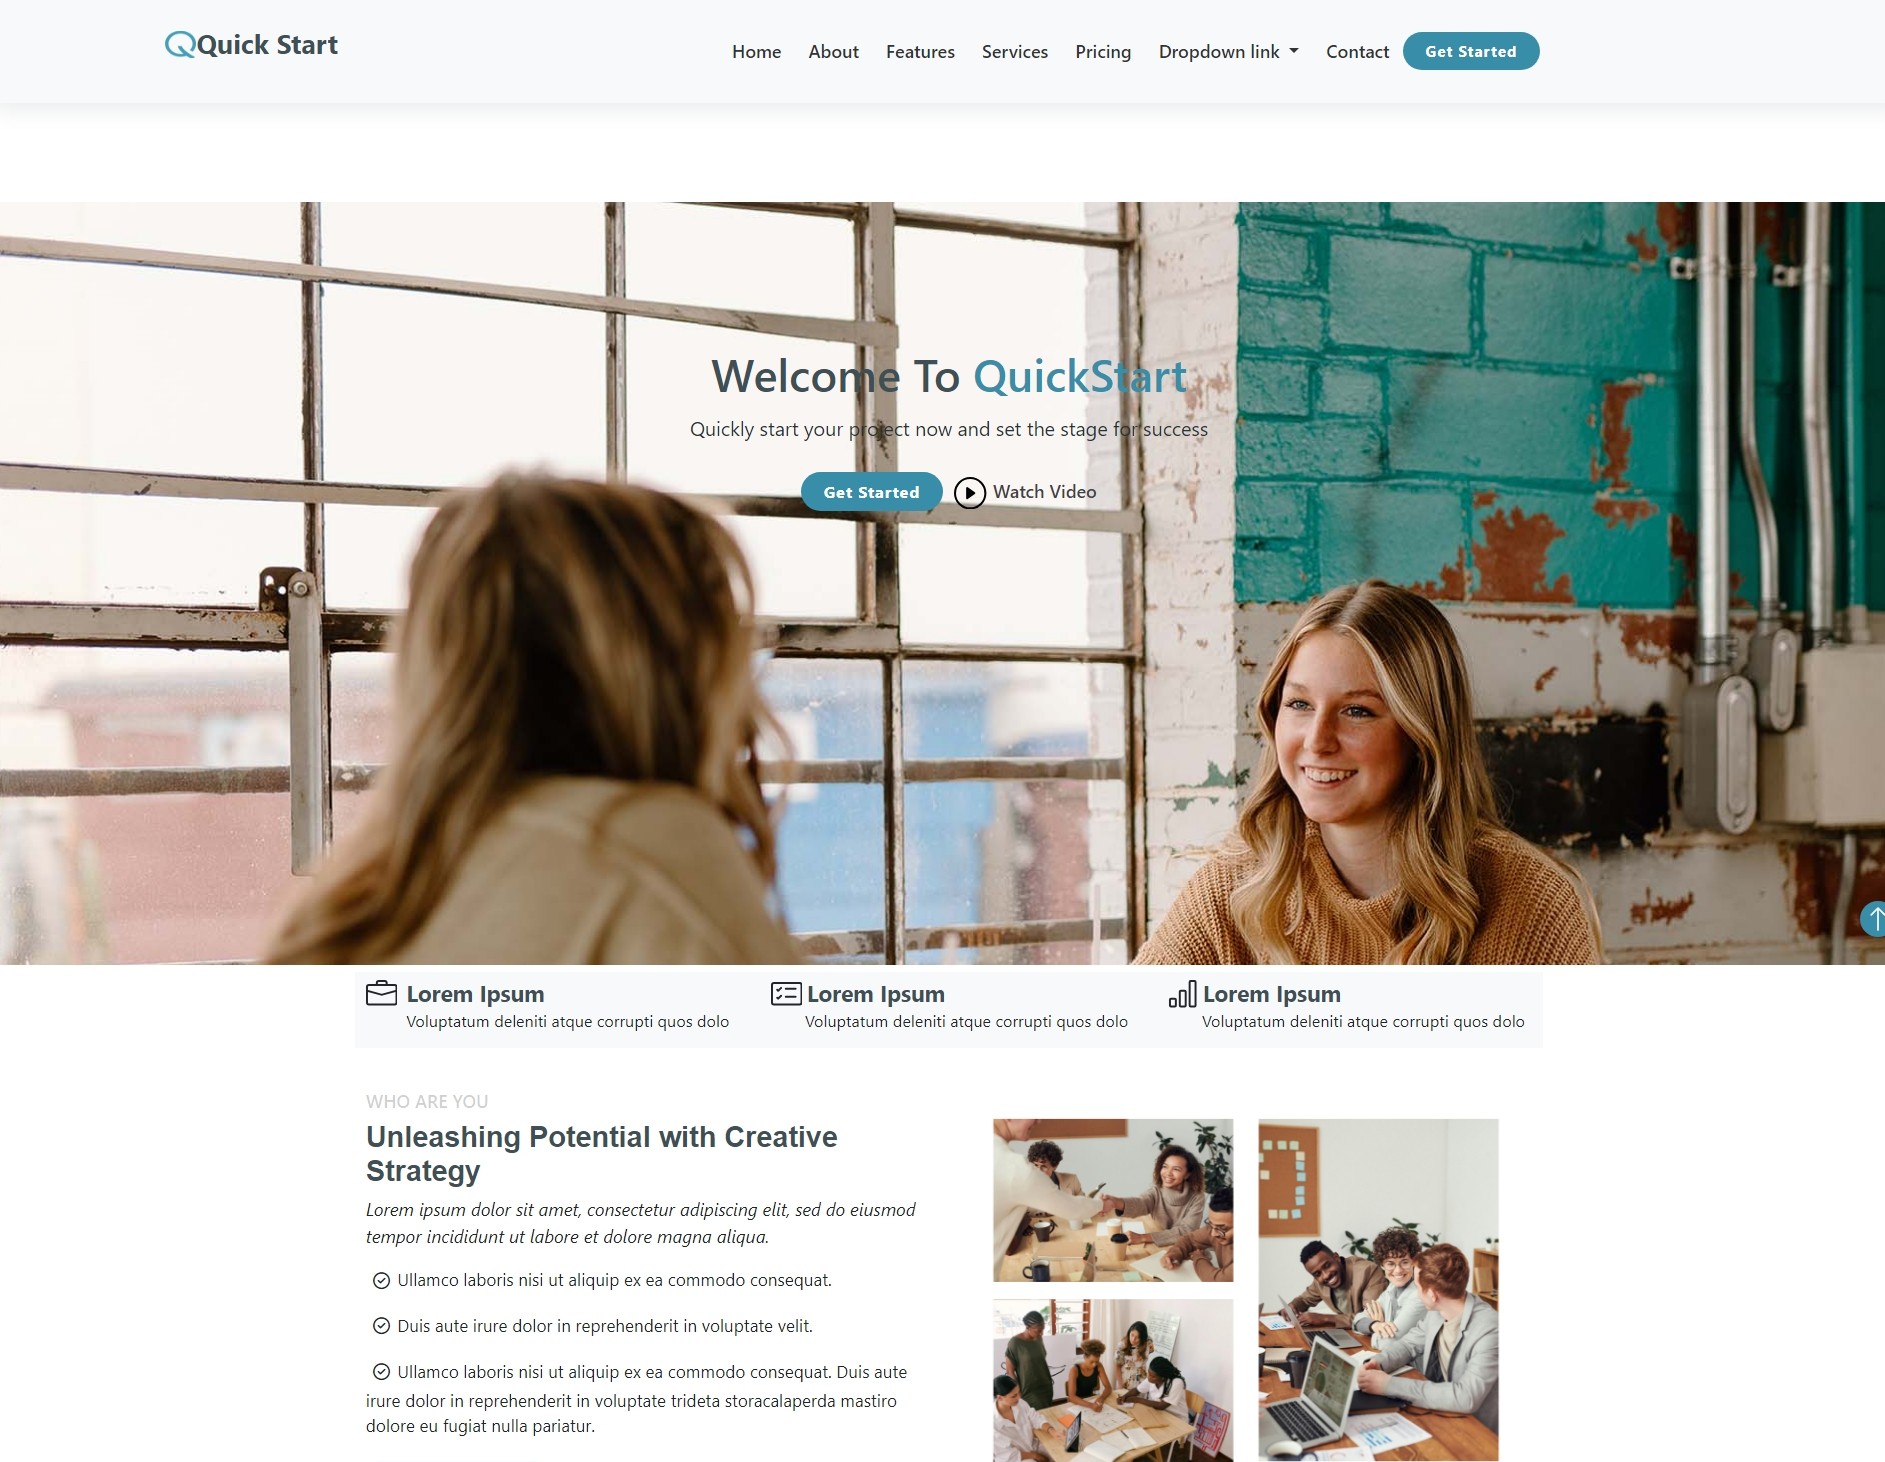 Quick Start
Home About Features Services Pricing Dropdown link Contact Get Started
Welcome To QuickStart
Quickly start your project now and set the stage for success
Get Started Watch Video
Lorem Ipsum
Voluptatum deleniti atque corrupti quos dolo
Lorem Ipsum
Voluptatum deleniti atque corrupti quos dolo
Lorem Ipsum
Voluptatum deleniti atque corrupti quos dolo
WHO ARE YOU
Unleashing Potential with Creative
Strategy
Lorem ipsum dolor sit amet, consectetur adipiscing elit, sed do eiusmod
tempor incididunt ut labore et dolore magna aliqua.
Ullamco laboris nisi ut aliquip ex ea commodo consequat.
Duis aute irure dolor in reprehenderit in voluptate velit.
Ullamco laboris nisi ut aliquip ex ea commodo consequat. Duis aute
irure dolor in reprehenderit in voluptate trideta storacalaperda mastiro
dolore eu fugiat nulla pariatur.